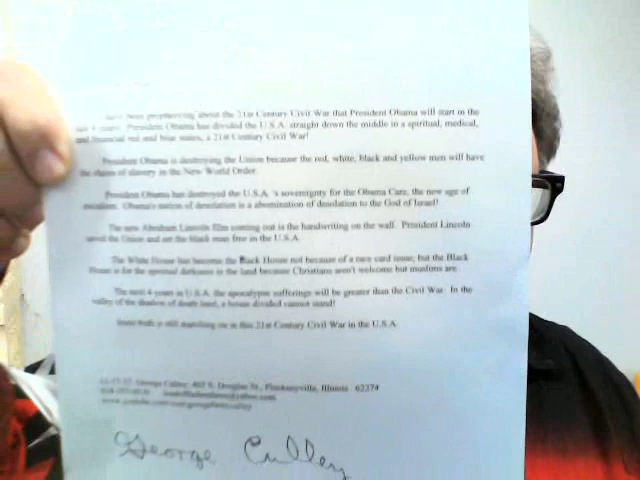 have been prophesying about the 21st Century Civil War that President Obama will start in the
next 4 years. President Obama has divided the U.S.A. straight down the middle in a spiritual, medical,
and financial red and blue states, a 21st Century Civil War!
President Obama is destroying the Union because the red, white, black and yellow men will have
the chains of slavery in the New World Order.
President Obama has destroyed the U.S.A. 's sovereignty for the Obama Care, the new age of
socialism. Obama's nation of desolation is a abomination of desolation to the God of Israel!
The new Abraham Lincoln film coming out is the handwriting on the wall. President Lincoln
saved the Union and set the black man free in the U.S.A.
The White House has become the Black House not because of a race card issue; but the Black
House is for the spiritual darkness in the land because Christians aren't welcome but muslims are.
The next 4 years in U.S.A. the apocalypse sufferings will be greater than the Civil War. In the
valley of the shadow of death land, a house divided cannot stand!
truth is still marching on in this 21st Century Civil War in the U.S.A.
George Culley, 402 S. Douglas St., Pinckneyville, Illinois 62274
George Culley